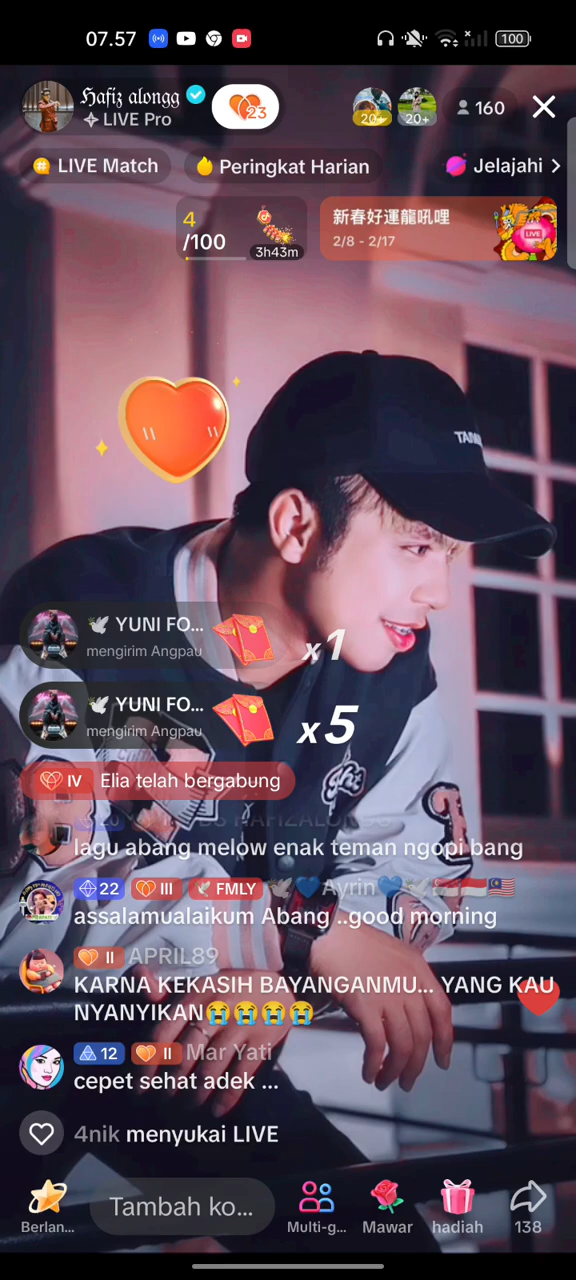 07.57
100
Hafiz alongg
LIVE Pro
23
20+
20+
160
LIVE Match
Peringkat Harian
Jelajahi
4
/100
3h43m
新春好運龍吼哩
2/8 - 2/17
LIVE
YUNI FO...
mengirim Angpau
x1
YUNI FO...
mengirim Angpau
x5
IV Elia telah bergabung
lagu abang melow enak teman ngopi bang
22 III FMLY 🕊💙Ayrin💙🕊🇸🇬🇮🇩🇲🇾
assalamualaikum Abang ..good morning
II APRIL89
KARNA KEKASIH BAYANGANMU... YANG KAU
NYANYIKAN😭😭😭😭
12 II Mar Yati
cepet sehat adek ...
4nik menyukai LIVE
Tambah ko...
Berlan...
Multi-g...
Mawar
hadiah
138